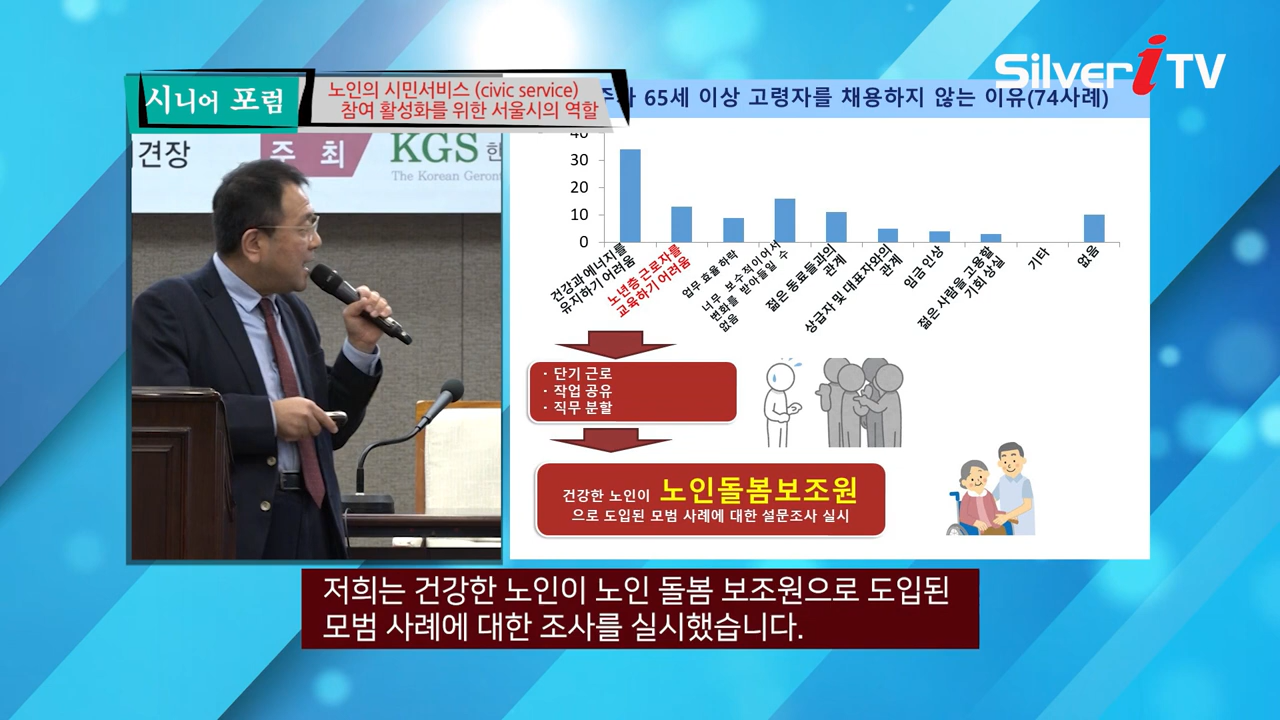 Silver i TV
시니어 포럼
노인의 시민서비스 (civic service)
참여 활성화를 위한 서울시의 역할
65세 이상 고령자를 채용하지 않는 이유(74사례)
견장
주 최
KGS 한
The Korean Geront
40
30
20
10
0
건강과 에너지를
유지하기 어려움
노년층 근로자를
교육하기 어려움
업무 효율 하락
너무 보수적이어서
변화를 받아들일 수
없음
젊은 동료들과의
관계
상급자 및 대표자와의
관계
임금 인상
젊은 사람을 고용할
기회 상실
기타
없음
· 단기 근로
· 작업 공유
· 직무 분할
건강한 노인이 노인돌봄보조원
으로 도입된 모범 사례에 대한 설문조사 실시
저희는 건강한 노인이 노인 돌봄 보조원으로 도입된
모범 사례에 대한 조사를 실시했습니다.